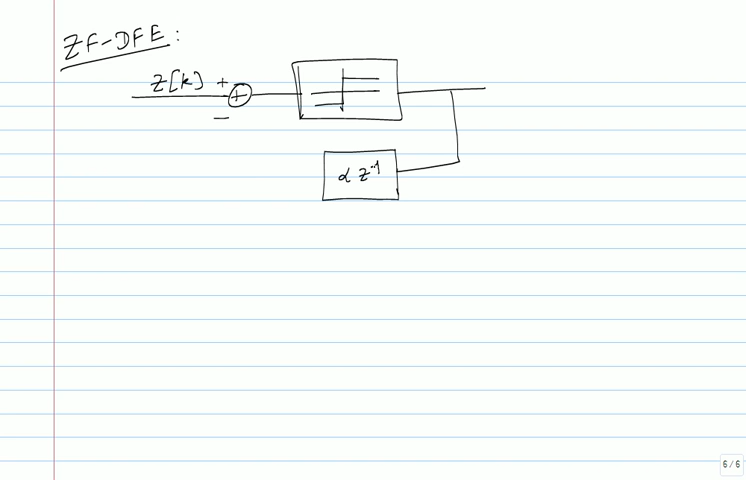 ZF-DFE:
Z[k] +
+
−
α z⁻¹
6 / 6